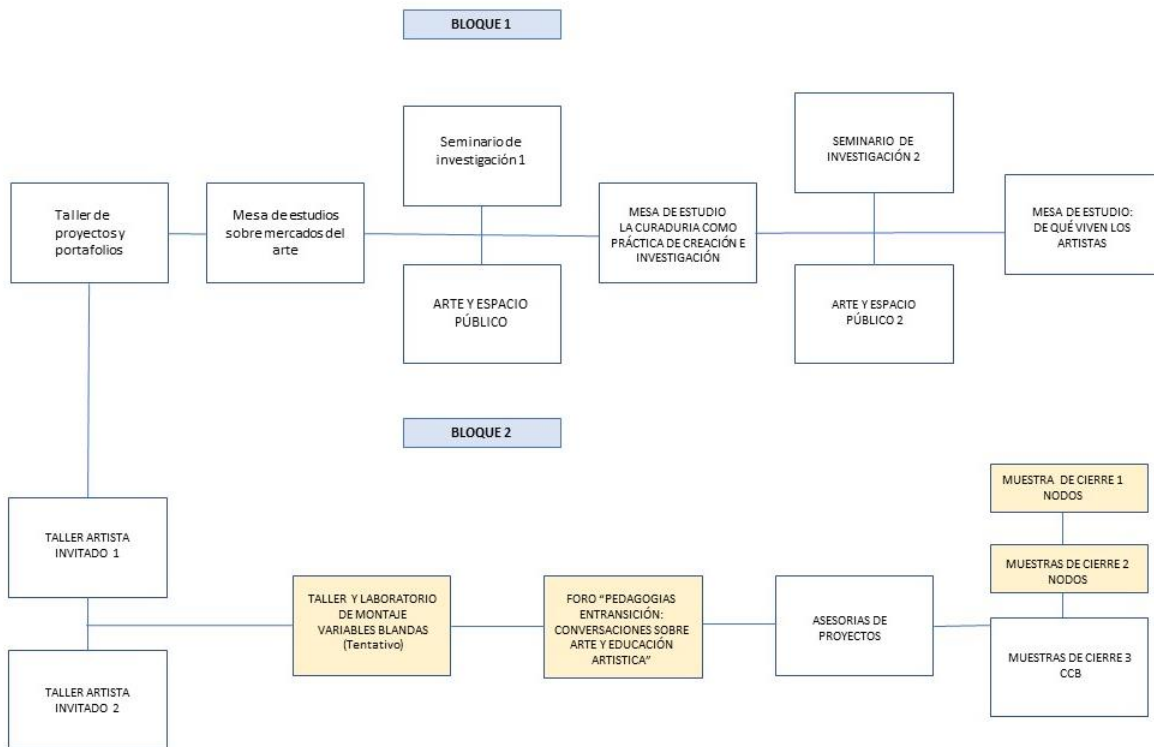 BLOQUE 1
Taller de
proyectos y
portafolios
Mesa de estudios
sobre mercados del
arte
Seminario de
investigación 1
ARTE Y ESPACIO
PÚBLICO
MESA DE ESTUDIO
LA CURADURIA COMO
PRÁCTICA DE CREACIÓN E
INVESTIGACIÓN
SEMINARIO DE
INVESTIGACIÓN 2
ARTE Y ESPACIO
PÚBLICO 2
MESA DE ESTUDIO:
DE QUÉ VIVEN LOS
ARTISTAS
BLOQUE 2
TALLER ARTISTA
INVITADO 1
TALLER ARTISTA
INVITADO 2
TALLER Y LABORATORIO
DE MONTAJE
VARIABLES BLANDAS
(Tentativo)
FORO “PEDAGOGIAS
ENTRANSICIÓN:
CONVERSACIONES SOBRE
ARTE Y EDUCACIÓN
ARTISTICA”
ASESORIAS DE
PROYECTOS
MUESTRA DE CIERRE 1
NODOS
MUESTRAS DE CIERRE 2
NODOS
MUESTRAS DE CIERRE 3
CCB